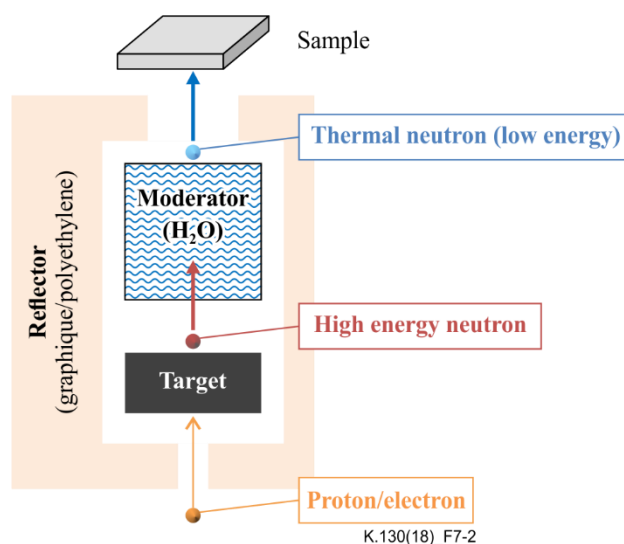 Sample
Thermal neutron (low energy)
Moderator
(H₂O)
Reflector
(graphique/polyethylene)
High energy neutron
Target
Proton/electron
K.130(18)_F7-2